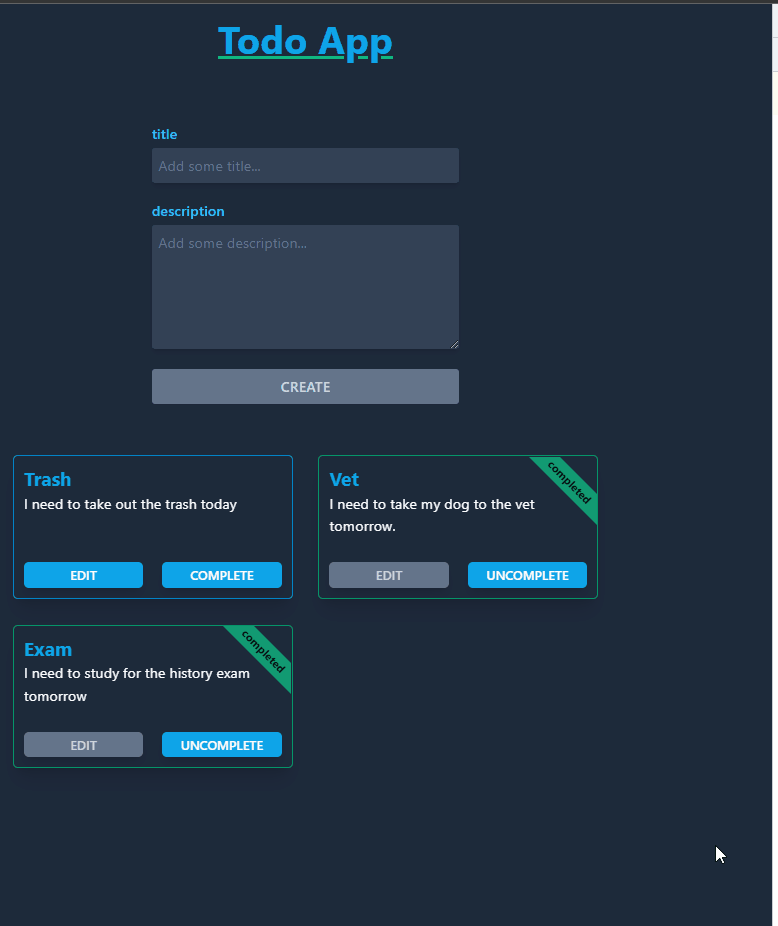 Todo App
title
Add some title...
description
Add some description...
CREATE
Trash
I need to take out the trash today
EDIT
COMPLETE
Vet
completed
I need to take my dog to the vet
tomorrow.
EDIT
UNCOMPLETE
Exam
completed
I need to study for the history exam
tomorrow
EDIT
UNCOMPLETE